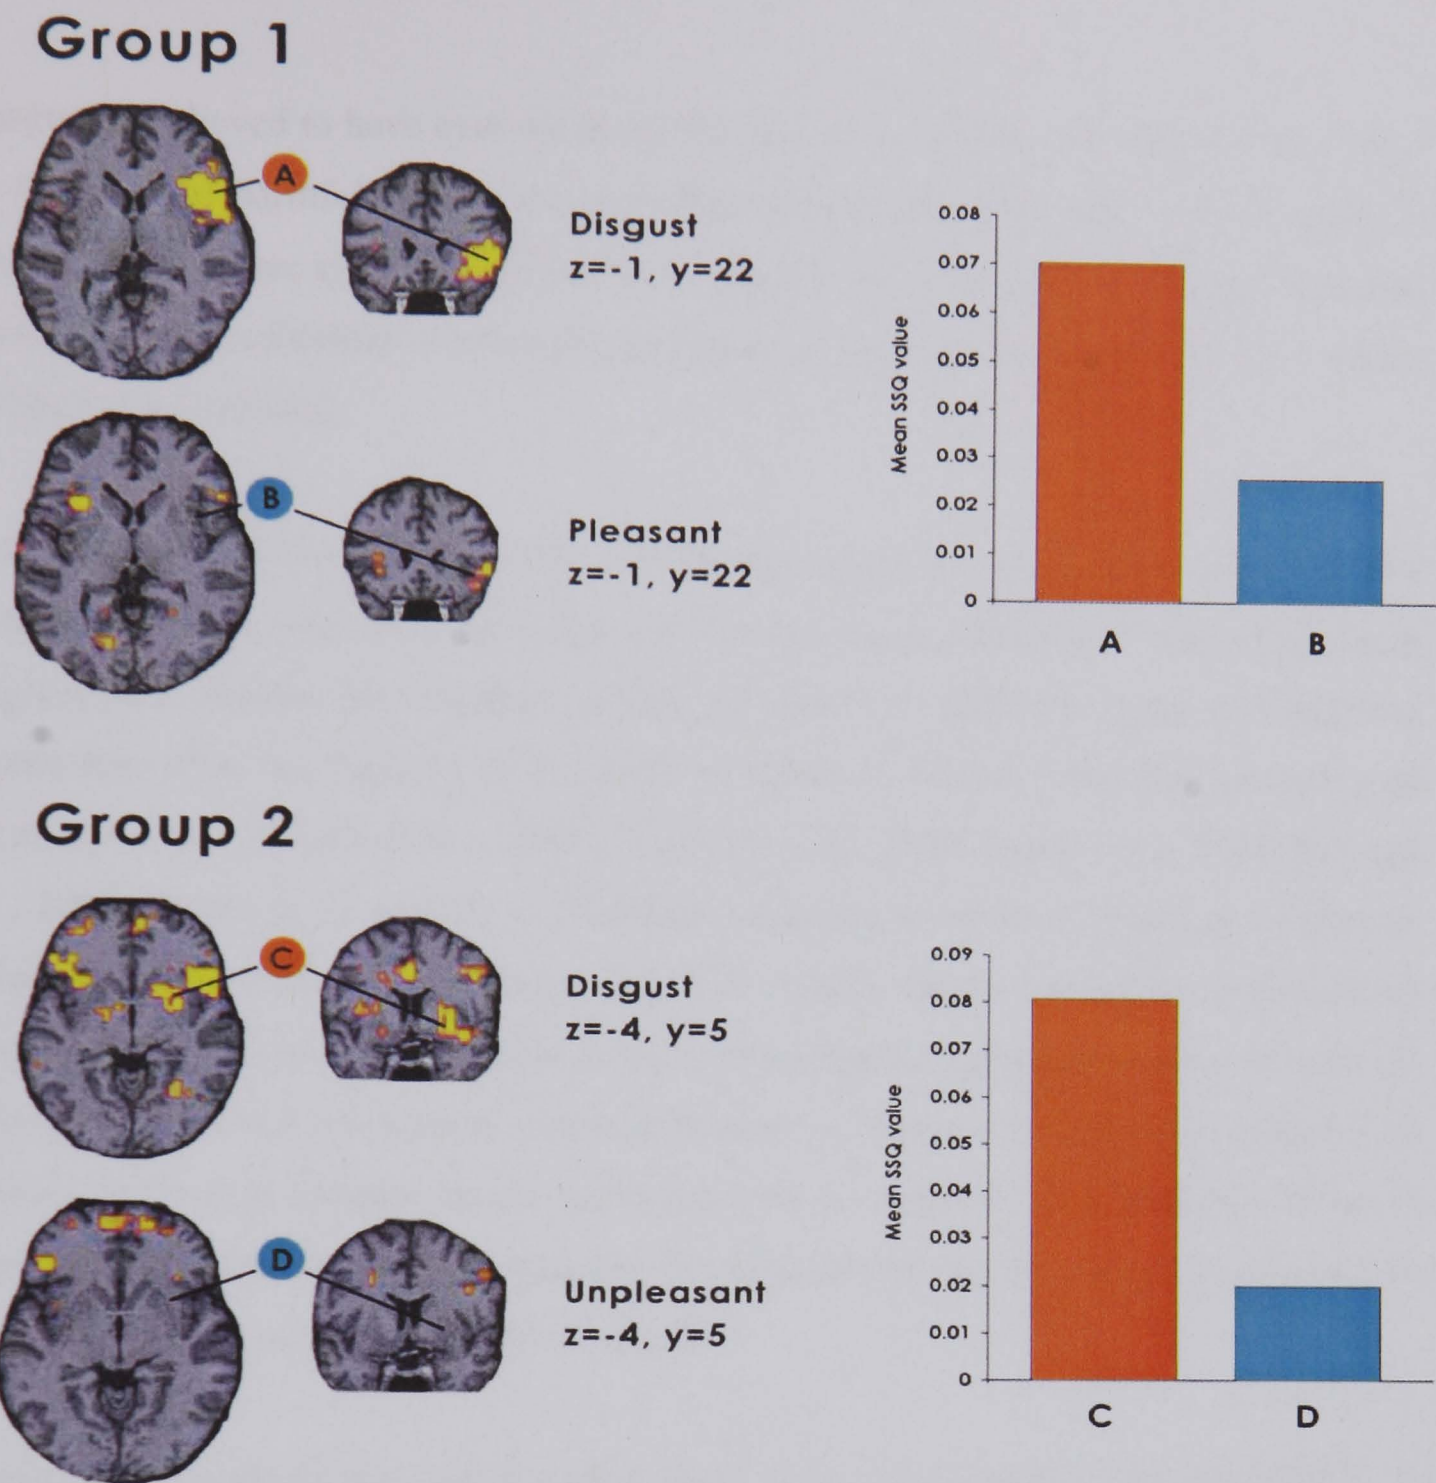 Group 1
A
Disgust
z=-1, y=22
B
Pleasant
z=-1, y=22
Mean SSQ value
0.08
0.07
0.06
0.05
0.04
0.03
0.02
0.01
0
A
B
Group 2
C
Disgust
z=-4, y=5
D
Unpleasant
z=-4, y=5
Mean SSQ value
0.09
0.08
0.07
0.06
0.05
0.04
0.03
0.02
0.01
0
C
D